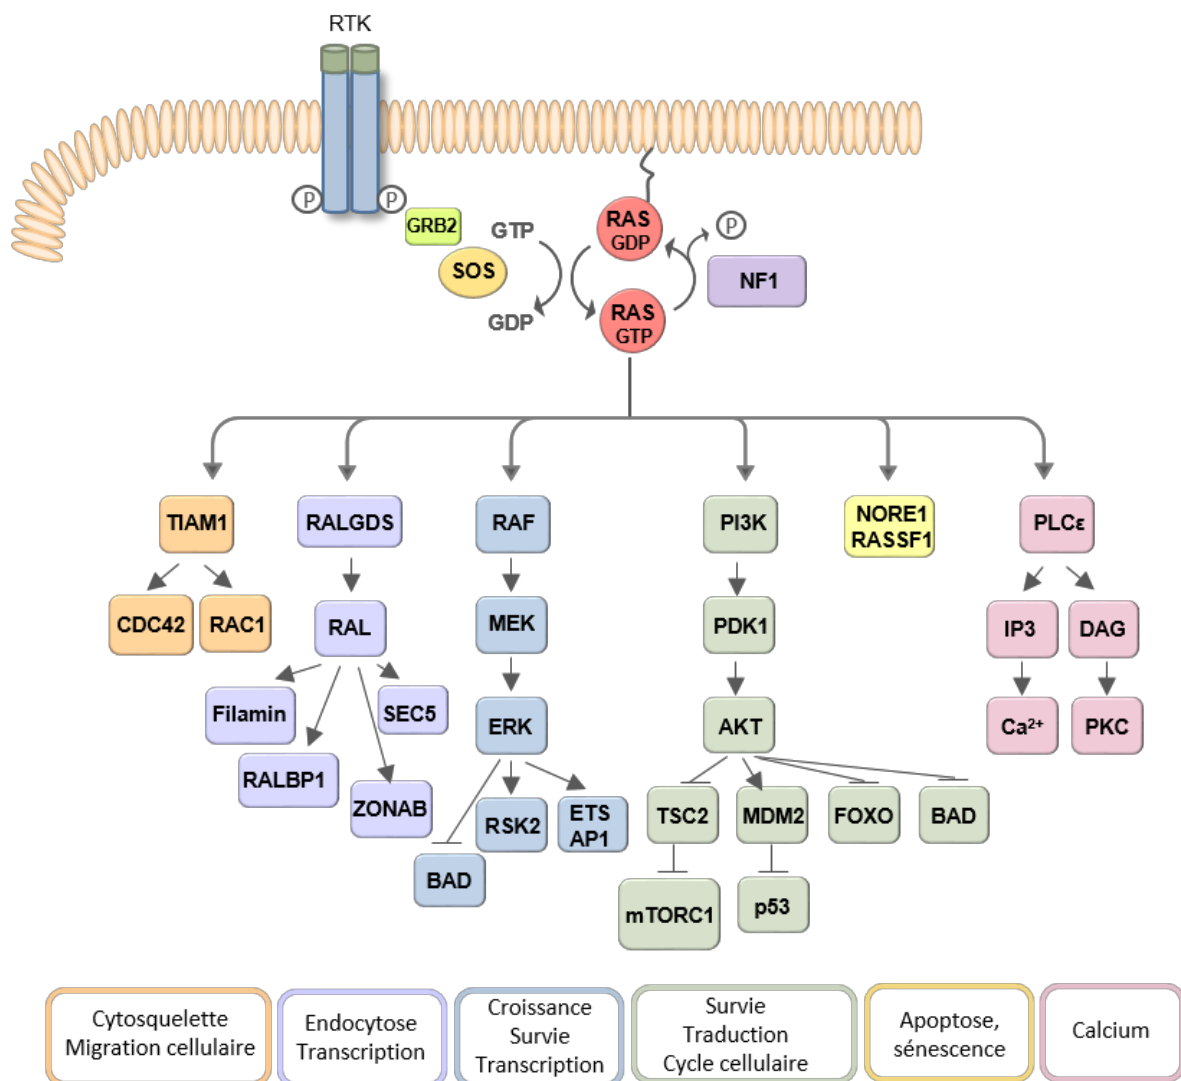 RTK
P
P
GRB2
SOS
GTP
GDP
RAS
GDP
RAS
GTP
P
NF1
TIAM1
RALGDS
RAF
PI3K
NORE1
RASSF1
PLCε
CDC42
RAC1
RAL
MEK
PDK1
IP3
DAG
Filamin
SEC5
ERK
AKT
Ca²⁺
PKC
RALBP1
ZONAB
RSK2
ETS
AP1
TSC2
MDM2
FOXO
BAD
BAD
mTORC1
p53
Cytosquelette
Migration cellulaire
Endocytose
Transcription
Croissance
Survie
Transcription
Survie
Traduction
Cycle cellulaire
Apoptose,
sénescence
Calcium